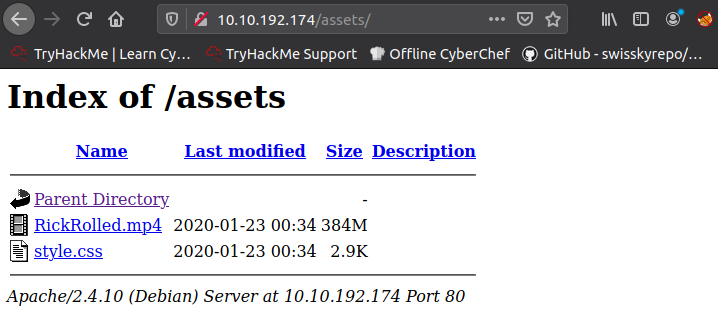 10.10.192.174/assets/
TryHackMe | Learn Cy… TryHackMe Support Offline CyberChef GitHub - swisskyrepo/…
Index of /assets
Name Last modified Size Description
Parent Directory -
RickRolled.mp4 2020-01-23 00:34 384M
style.css 2020-01-23 00:34 2.9K
Apache/2.4.10 (Debian) Server at 10.10.192.174 Port 80